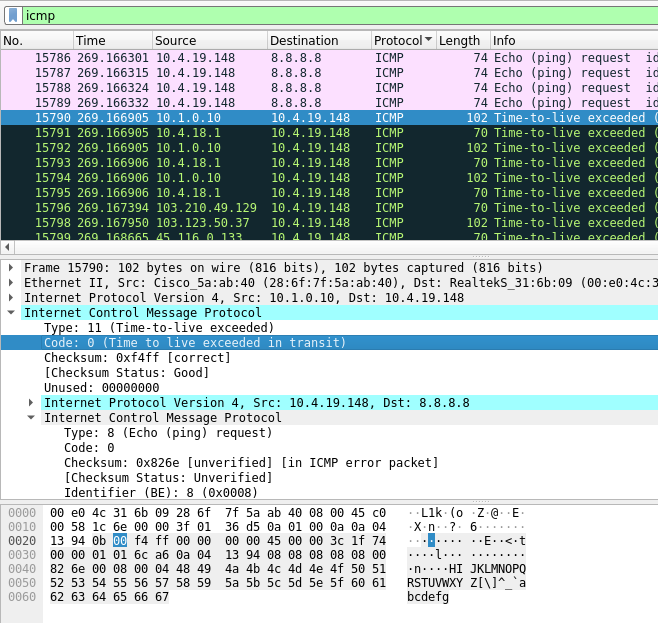 icmp
No. Time Source Destination Protocol Length Info
15786 269.166301 10.4.19.148 8.8.8.8 ICMP 74 Echo (ping) request id
15787 269.166315 10.4.19.148 8.8.8.8 ICMP 74 Echo (ping) request id
15788 269.166324 10.4.19.148 8.8.8.8 ICMP 74 Echo (ping) request id
15789 269.166332 10.4.19.148 8.8.8.8 ICMP 74 Echo (ping) request id
15790 269.166905 10.1.0.10 10.4.19.148 ICMP 102 Time-to-live exceeded (
15791 269.166905 10.4.18.1 10.4.19.148 ICMP 70 Time-to-live exceeded (
15792 269.166905 10.1.0.10 10.4.19.148 ICMP 102 Time-to-live exceeded (
15793 269.166905 10.4.18.1 10.4.19.148 ICMP 70 Time-to-live exceeded (
15794 269.166905 10.1.0.10 10.4.19.148 ICMP 102 Time-to-live exceeded (
15795 269.166905 10.4.18.1 10.4.19.148 ICMP 70 Time-to-live exceeded (
15796 269.167394 103.210.49.129 10.4.19.148 ICMP 70 Time-to-live exceeded (
15798 269.167950 103.123.50.37 10.4.19.148 ICMP 102 Time-to-live exceeded (
15799 269.168665 45.116.0.133 10.4.19.148 ICMP 70 Time-to-live exceeded (
Frame 15790: 102 bytes on wire (816 bits), 102 bytes captured (816 bits)
Ethernet II, Src: Cisco_5a:ab:40 (28:6f:7f:5a:ab:40), Dst: RealtekS_31:6b:09 (00:e0:4c:3
Internet Protocol Version 4, Src: 10.1.0.10, Dst: 10.4.19.148
Internet Control Message Protocol
Type: 11 (Time-to-live exceeded)
Code: 0 (Time to live exceeded in transit)
Checksum: 0xf4ff [correct]
[Checksum Status: Good]
Unused: 00000000
Internet Protocol Version 4, Src: 10.4.19.148, Dst: 8.8.8.8
Internet Control Message Protocol
Type: 8 (Echo (ping) request)
Code: 0
Checksum: 0x826e [unverified] [in ICMP error packet]
[Checksum Status: Unverified]
Identifier (BE): 8 (0x0008)
0000 00 e0 4c 31 6b 09 28 6f 7f 5a ab 40 08 00 45 c0 ··L1k·(o ·Z·@··E·
0010 00 58 1c 6e 00 00 3f 01 36 d5 0a 01 00 0a 0a 04 ·X·n··?· 6·······
0020 13 94 0b 00 f4 ff 00 00 00 00 45 00 00 3c 1f 74 ········ ··E··<·t
0030 00 00 01 01 6c a6 0a 04 13 94 08 08 08 08 08 00 ····l··· ········
0040 82 6e 00 08 00 04 48 49 4a 4b 4c 4d 4e 4f 50 51 ·n····HI JKLMNOPQ
0050 52 53 54 55 56 57 58 59 5a 5b 5c 5d 5e 5f 60 61 RSTUVWXY Z[\]^_`a
0060 62 63 64 65 66 67 bcdefg